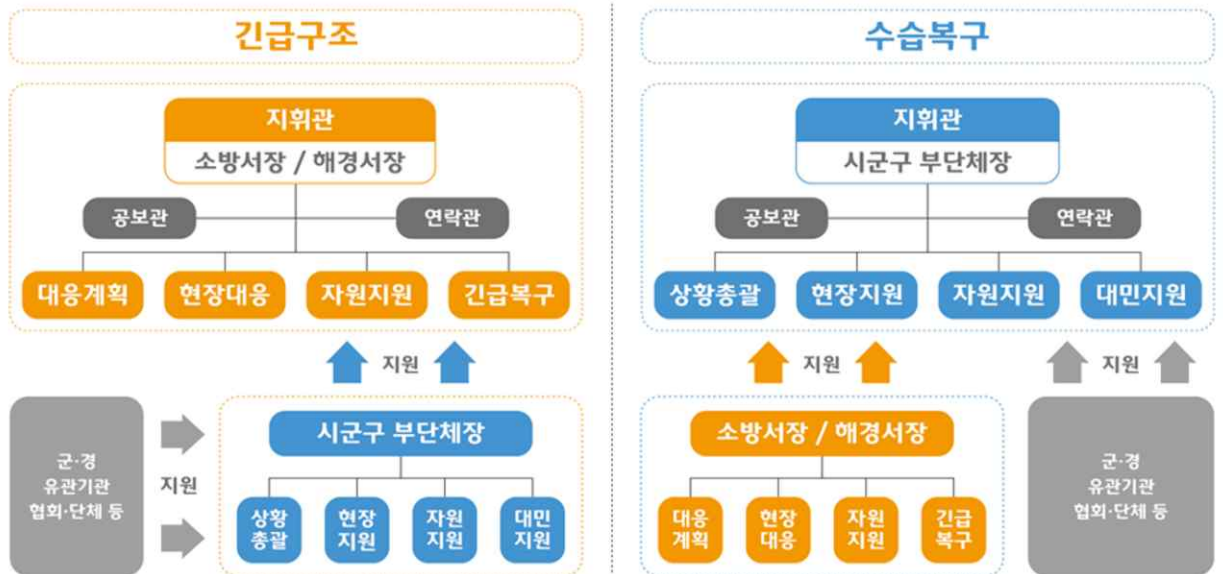 긴급구조
지휘관
소방서장 / 해경서장
공보관
연락관
대응계획
현장대응
자원지원
긴급복구
지원
군·경
유관기관
협회·단체 등
지원
시군구 부단체장
상황
총괄
현장
지원
자원
지원
대민
지원
수습복구
지휘관
시군구 부단체장
공보관
연락관
상황총괄
현장지원
자원지원
대민지원
지원
지원
소방서장 / 해경서장
대응
계획
현장
대응
자원
지원
긴급
복구
군·경
유관기관
협회·단체 등